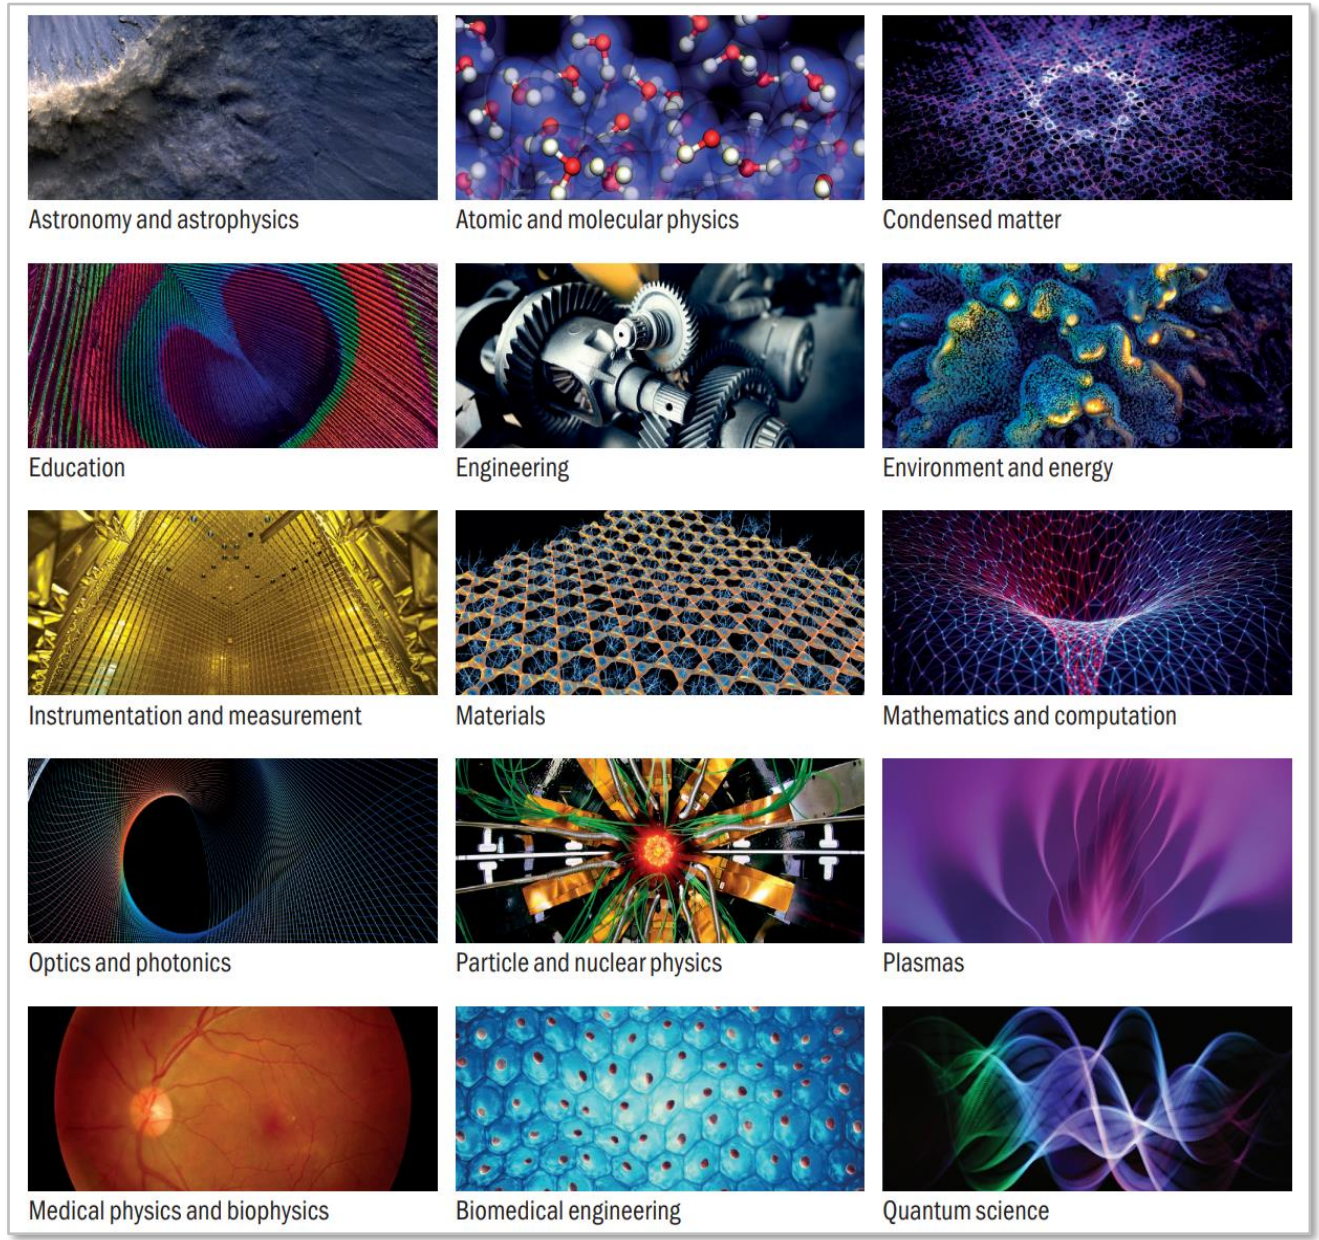 Astronomy and astrophysics
Atomic and molecular physics
Condensed matter
Education
Engineering
Environment and energy
Instrumentation and measurement
Materials
Mathematics and computation
Optics and photonics
Particle and nuclear physics
Plasmas
Medical physics and biophysics
Biomedical engineering
Quantum science